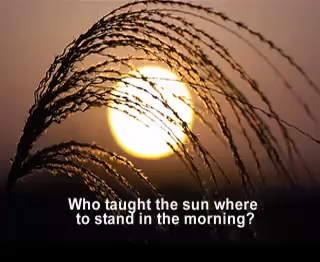 Who taught the sun where
to stand in the morning?